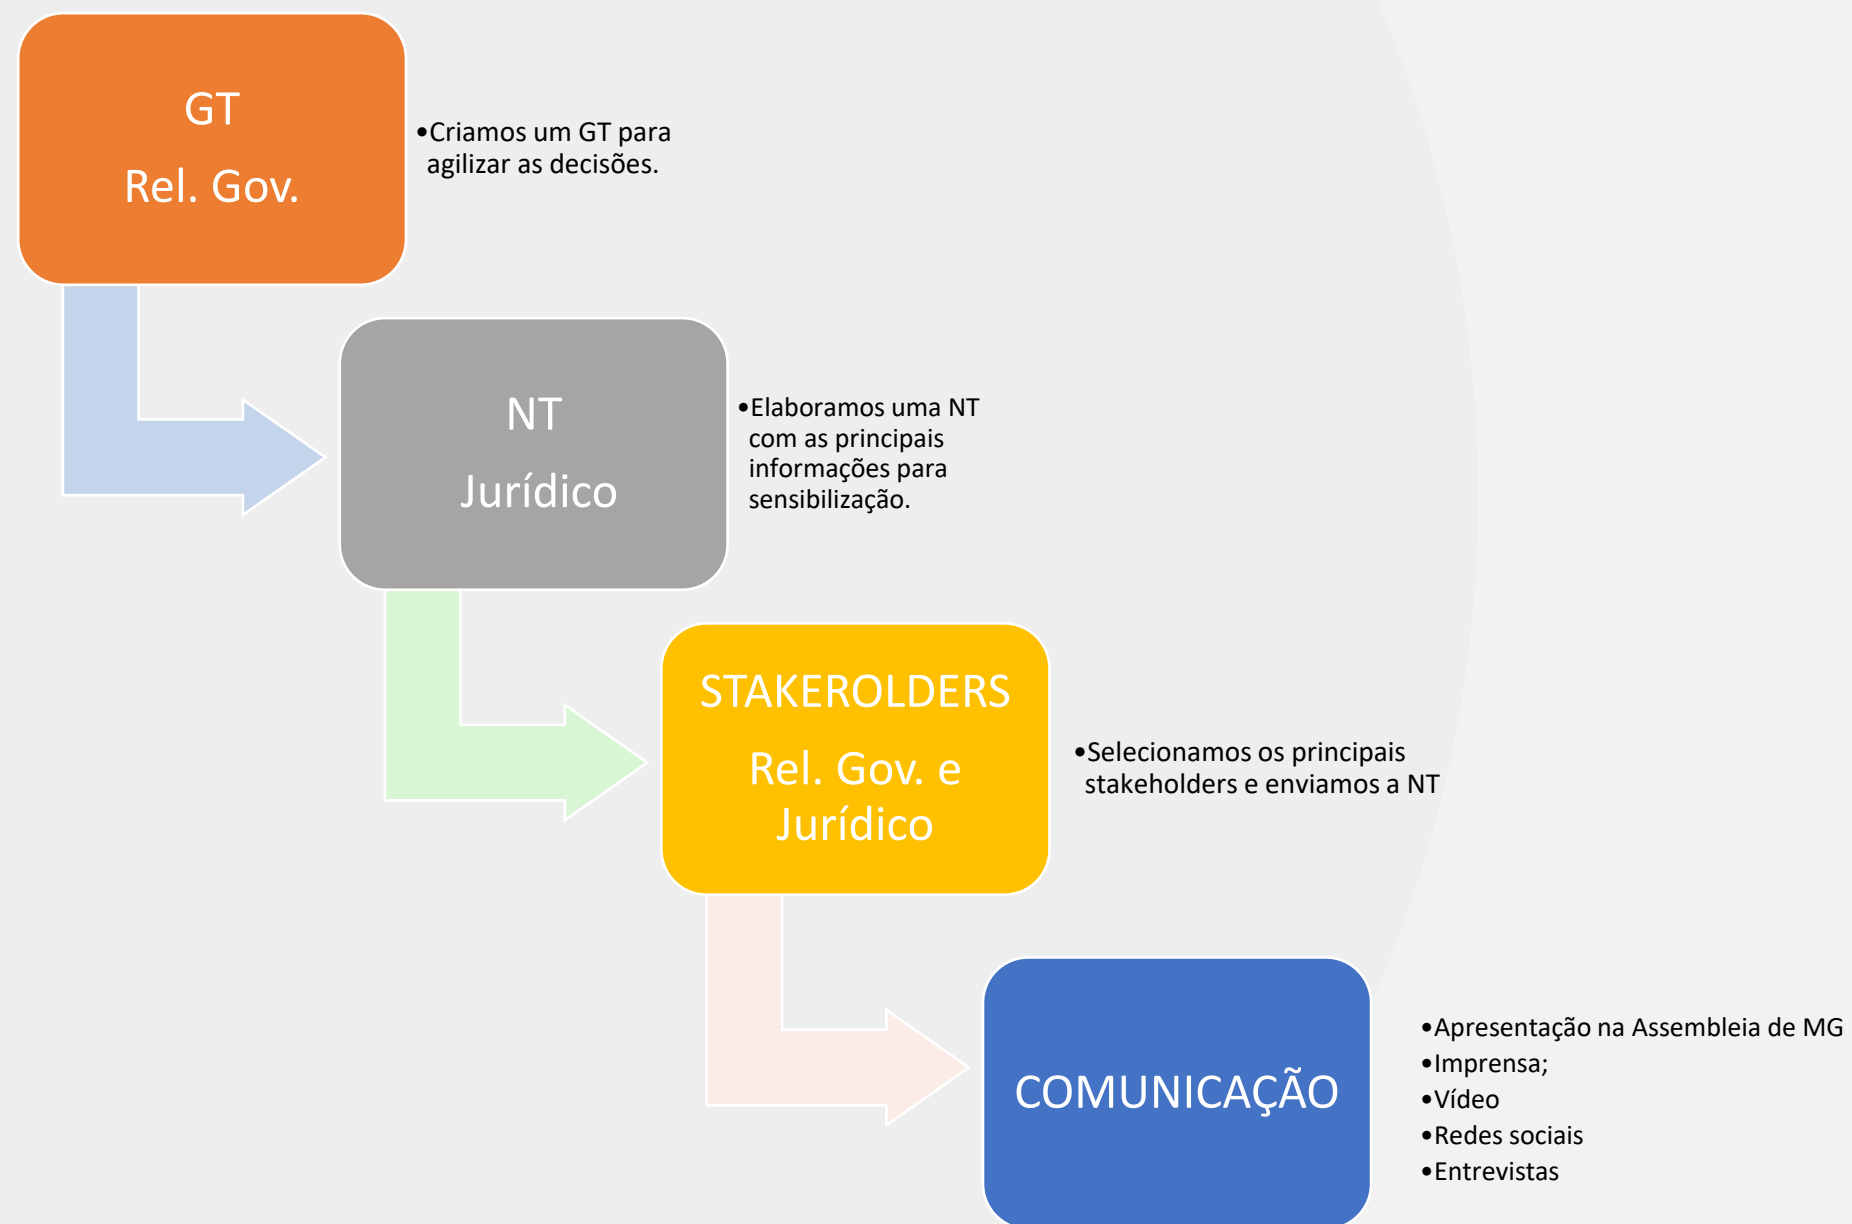 GT
Rel. Gov.
•Criamos um GT para
agilizar as decisões.
NT
Jurídico
•Elaboramos uma NT
com as principais
informações para
sensibilização.
STAKEROLDERS
Rel. Gov. e
Jurídico
•Selecionamos os principais
stakeholders e enviamos a NT
COMUNICAÇÃO
•Apresentação na Assembleia de MG
•Imprensa;
•Vídeo
•Redes sociais
•Entrevistas